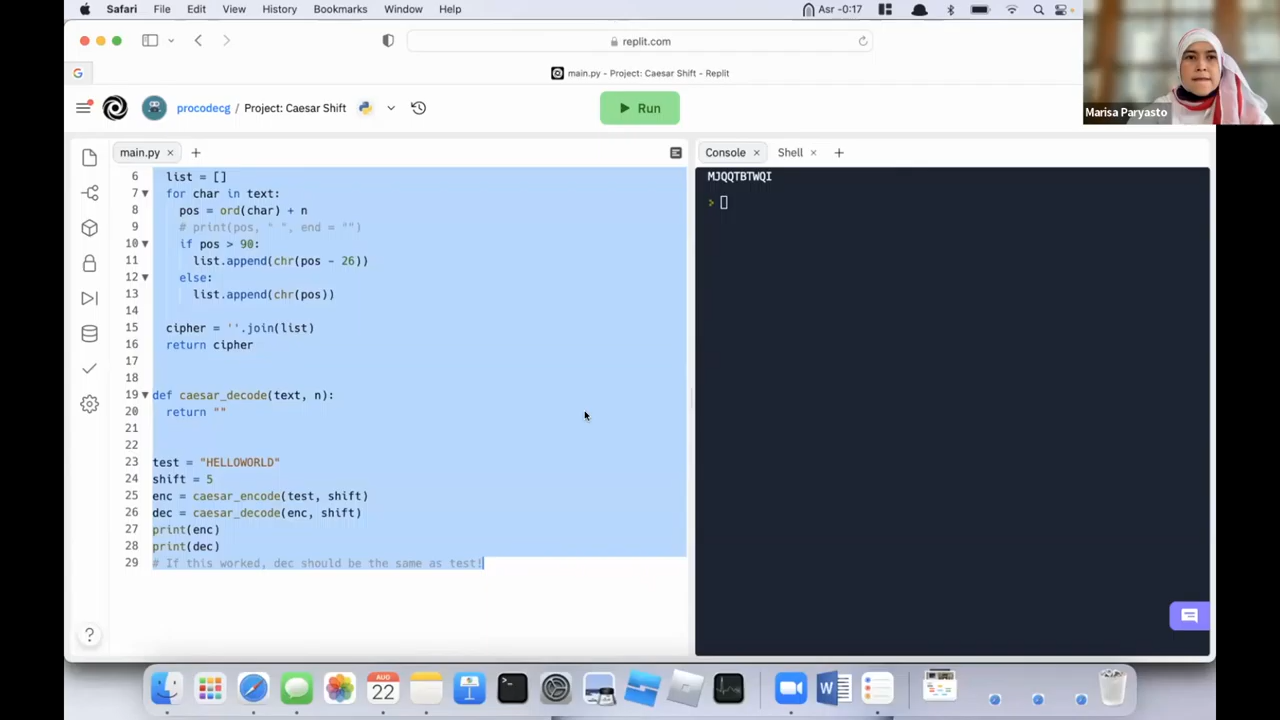 Safari File Edit View History Bookmarks Window Help Asr -0:17
replit.com
main.py - Project: Caesar Shift - Replit
procodecg / Project: Caesar Shift
Run
Marisa Paryasto
main.py
Console
Shell
6 list = []
7 for char in text:
8 pos = ord(char) + n
9 # print(pos, " ", end = "")
10 if pos > 90:
11 list.append(chr(pos - 26))
12 else:
13 list.append(chr(pos))
14
15 cipher = ''.join(list)
16 return cipher
17
18
19 def caesar_decode(text, n):
20 return ""
21
22
23 test = "HELLOWORLD"
24 shift = 5
25 enc = caesar_encode(test, shift)
26 dec = caesar_decode(enc, shift)
27 print(enc)
28 print(dec)
29 # If this worked, dec should be the same as test!
MJQQTBTWQI
>
?
AUG
22